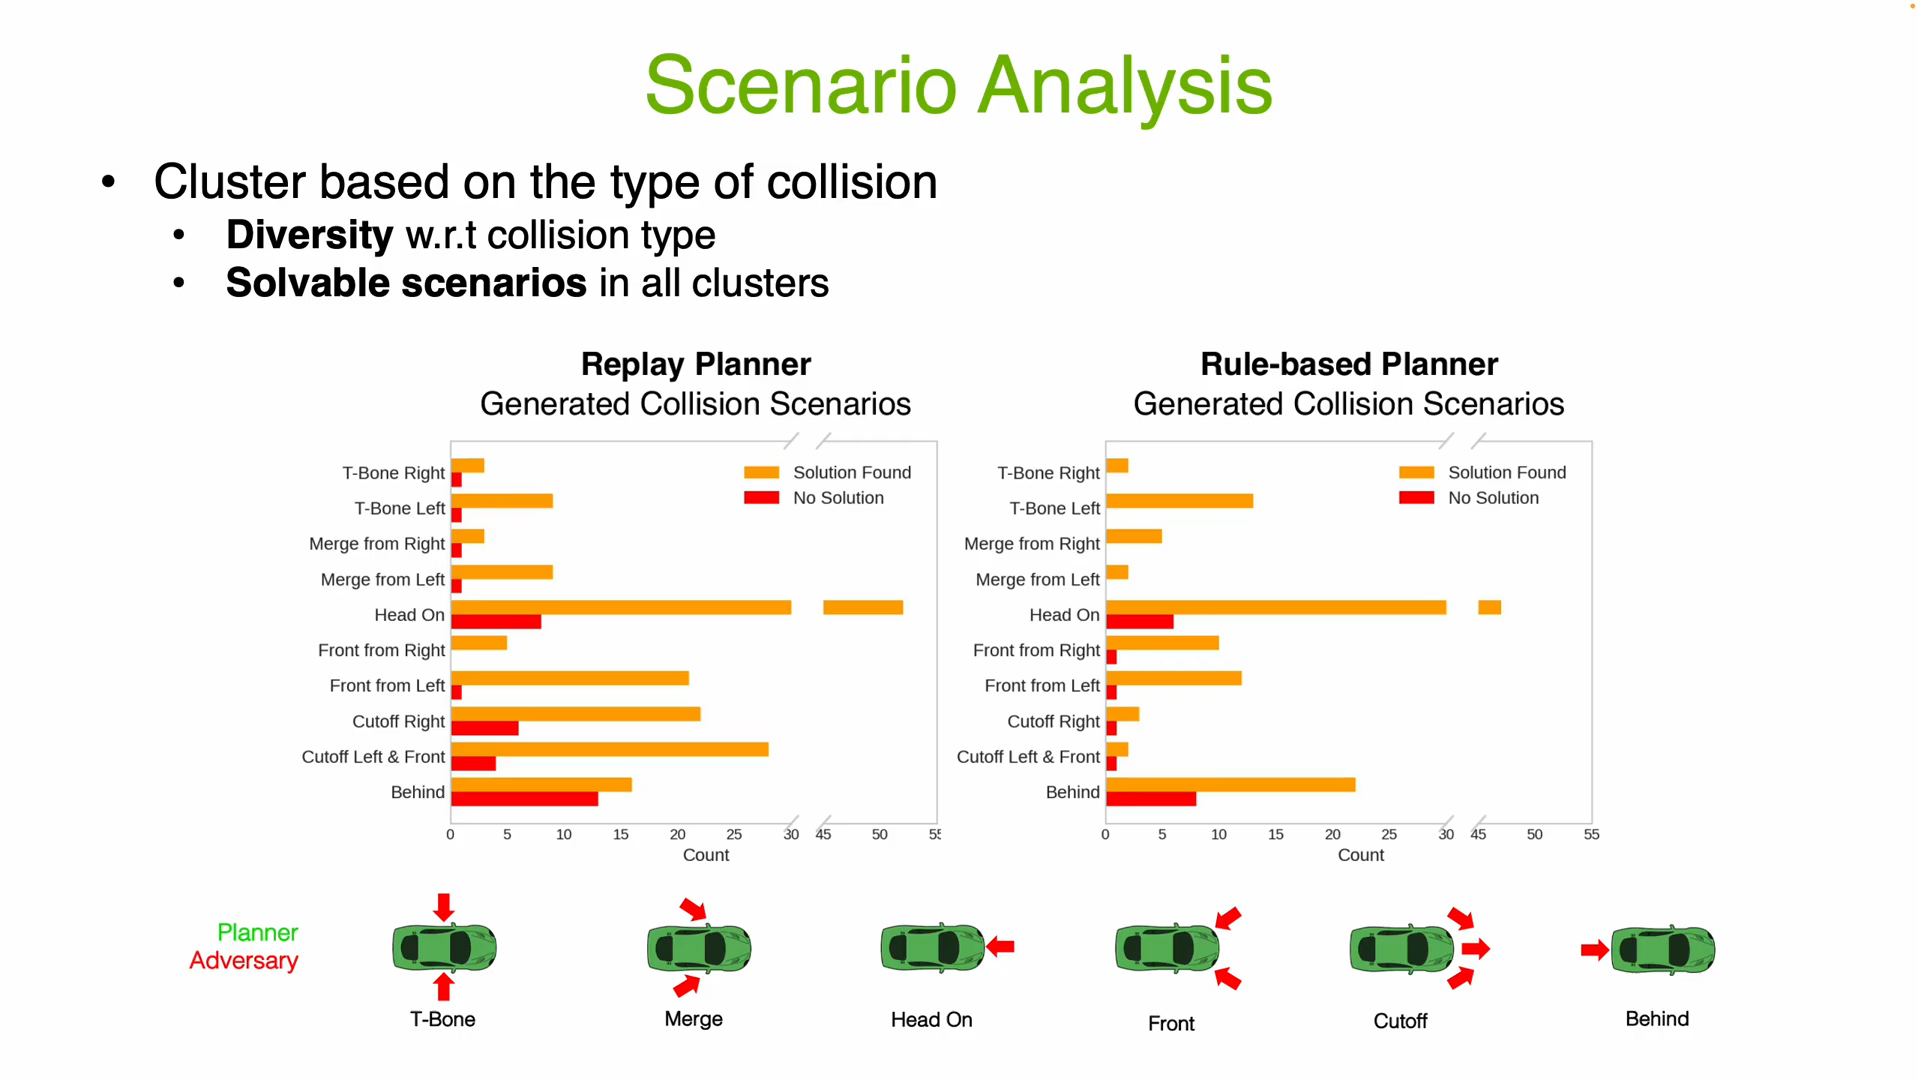 Scenario Analysis
• Cluster based on the type of collision
• Diversity w.r.t collision type
• Solvable scenarios in all clusters
Replay Planner
Generated Collision Scenarios
T-Bone Right
T-Bone Left
Merge from Right
Merge from Left
Head On
Front from Right
Front from Left
Cutoff Right
Cutoff Left & Front
Behind
Solution Found
No Solution
0 5 10 15 20 25 30 45 50 55
Count
Rule-based Planner
Generated Collision Scenarios
T-Bone Right
T-Bone Left
Merge from Right
Merge from Left
Head On
Front from Right
Front from Left
Cutoff Right
Cutoff Left & Front
Behind
Solution Found
No Solution
0 5 10 15 20 25 30 45 50 55
Count
Planner
Adversary
T-Bone
Merge
Head On
Front
Cutoff
Behind